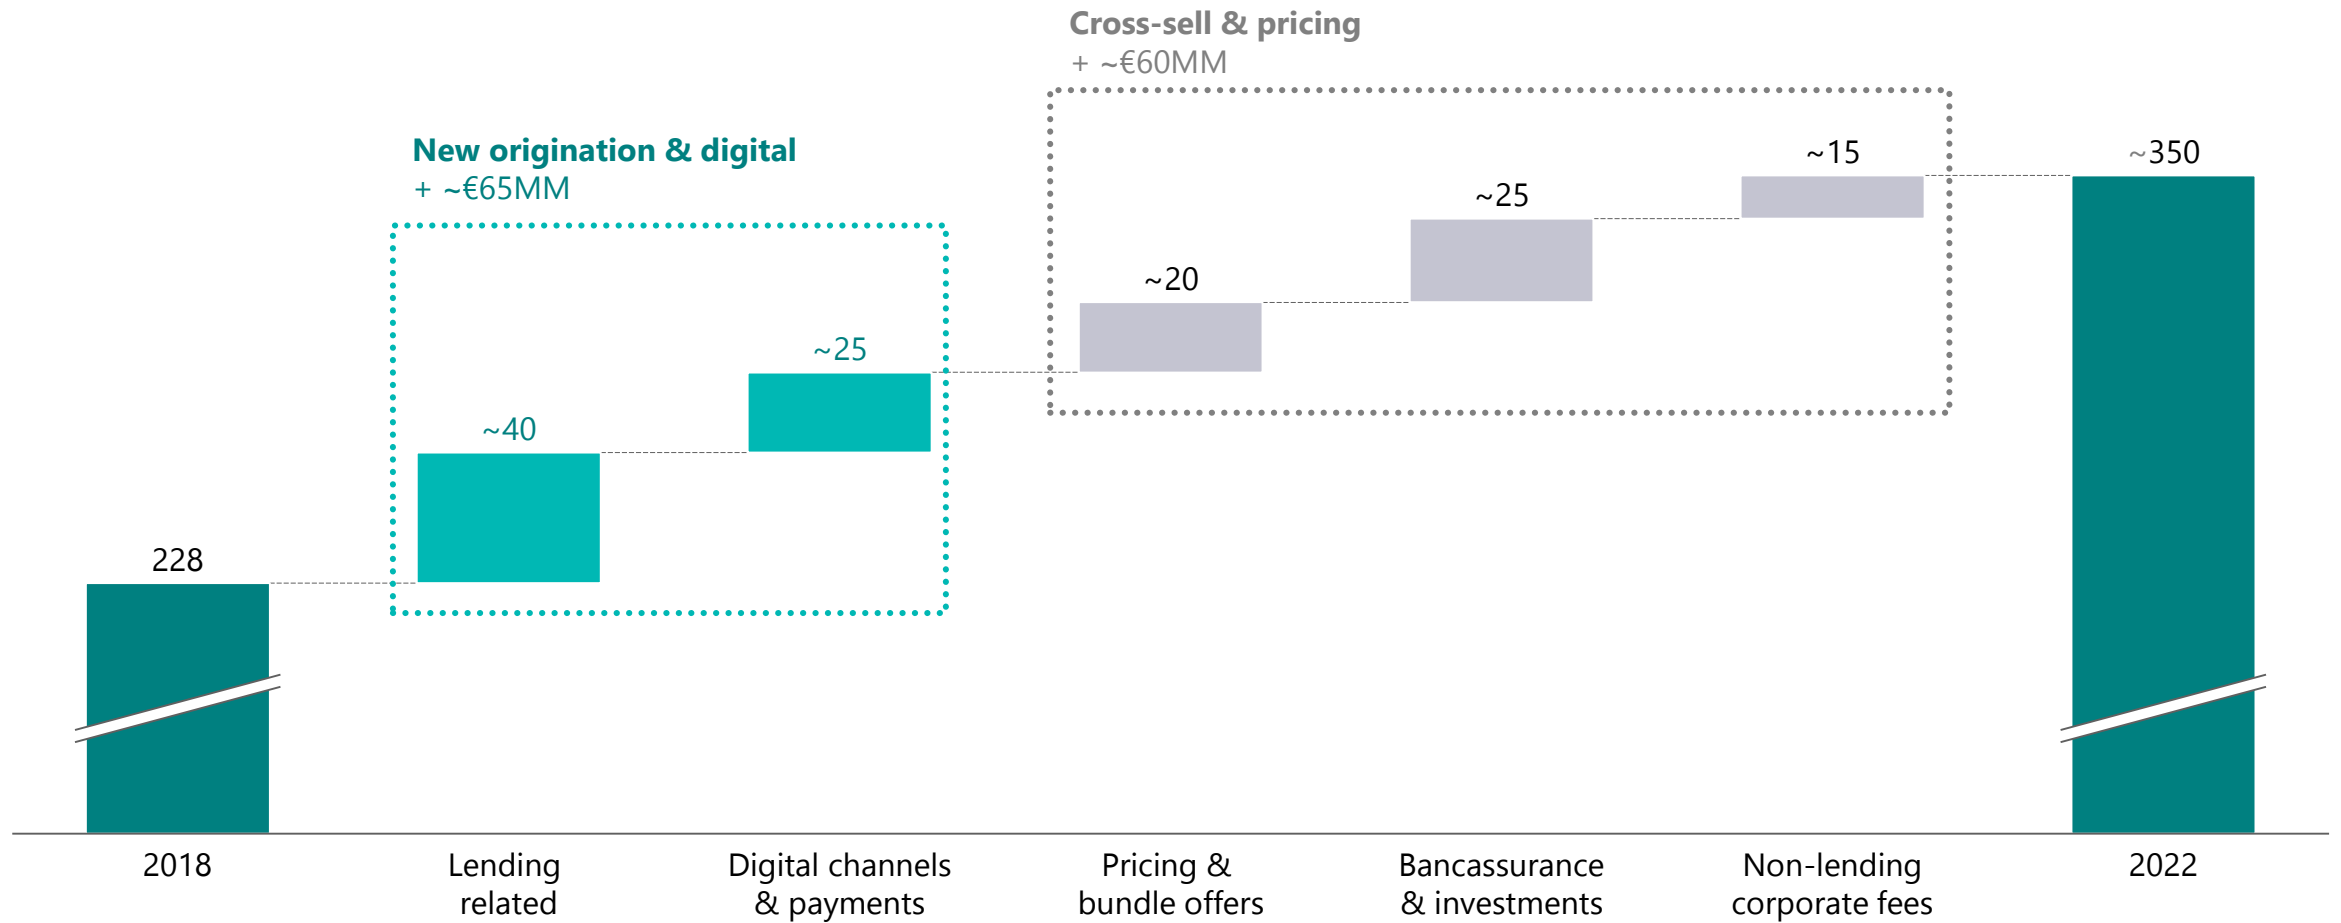 Cross-sell & pricing
+ ~€60MM
New origination & digital
+ ~€65MM
~15
~350
~25
~20
~25
~40
228
2018
Lending
related
Digital channels
& payments
Pricing &
bundle offers
Bancassurance
& investments
Non-lending
corporate fees
2022